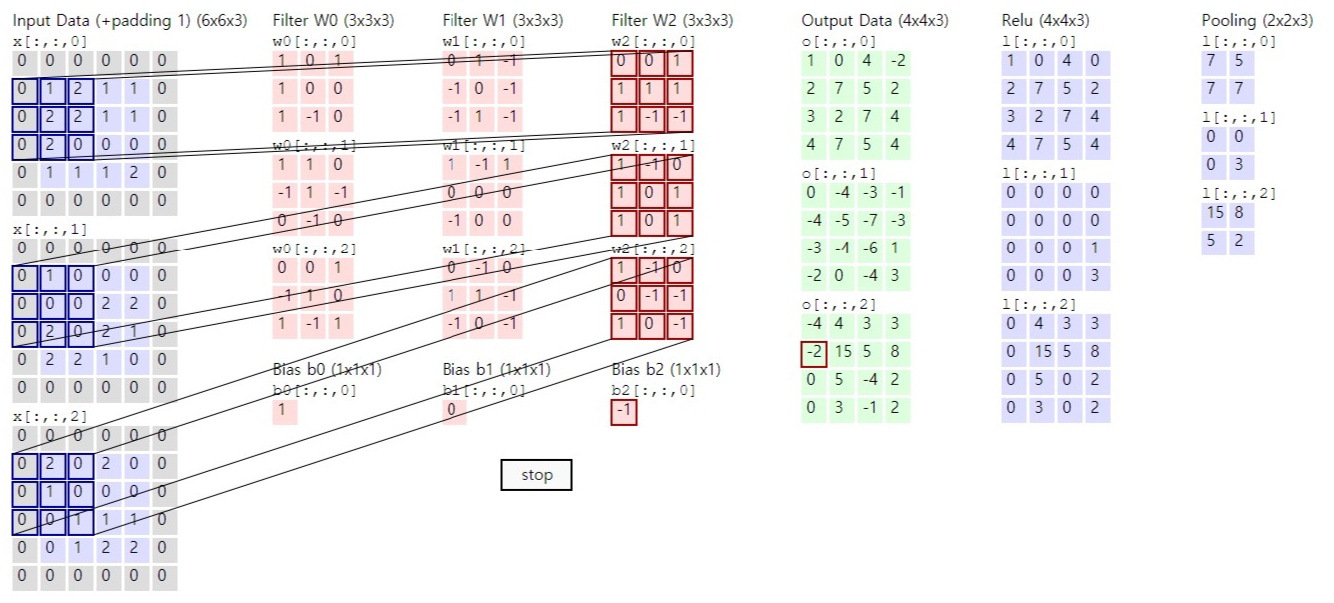 Input Data (+padding 1) (6x6x3)
x[:,:,0]
0 0 0 0 0 0
0 1 2 1 1 0
0 2 2 1 1 0
0 2 0 0 0 0
0 1 1 1 2 0
0 0 0 0 0 0
x[:,:,1]
0 0 0 0 0 0
0 1 0 0 0 0
0 0 0 2 2 0
0 2 0 2 1 0
0 2 2 1 0 0
0 0 0 0 0 0
x[:,:,2]
0 0 0 0 0 0
0 2 0 2 0 0
0 1 0 0 0 0
0 0 1 1 1 0
0 0 1 2 2 0
0 0 0 0 0 0
Filter W0 (3x3x3)
w0[:,:,0]
1 0 1
1 0 0
1 -1 0
w0[:,:,1]
1 1 0
-1 1 -1
0 -1 0
w0[:,:,2]
0 0 1
-1 1 0
1 -1 1
Bias b0 (1x1x1)
b0[:,:,0]
1
Filter W1 (3x3x3)
w1[:,:,0]
0 1 -1
-1 0 -1
-1 1 -1
w1[:,:,1]
1 -1 1
0 0 0
-1 0 0
w1[:,:,2]
0 -1 0
1 1 -1
-1 0 -1
Bias b1 (1x1x1)
b1[:,:,0]
0
Filter W2 (3x3x3)
w2[:,:,0]
0 0 1
1 1 1
1 -1 -1
w2[:,:,1]
1 -1 0
1 0 1
1 0 1
w2[:,:,2]
1 -1 0
0 -1 -1
1 0 -1
Bias b2 (1x1x1)
b2[:,:,0]
-1
stop
Output Data (4x4x3)
o[:,:,0]
1 0 4 -2
2 7 5 2
3 2 7 4
4 7 5 4
o[:,:,1]
0 -4 -3 -1
-4 -5 -7 -3
-3 -4 -6 1
-2 0 -4 3
o[:,:,2]
-4 4 3 3
-2 15 5 8
0 5 -4 2
0 3 -1 2
Relu (4x4x3)
l[:,:,0]
1 0 4 0
2 7 5 2
3 2 7 4
4 7 5 4
l[:,:,1]
0 0 0 0
0 0 0 0
0 0 0 1
0 0 0 3
l[:,:,2]
0 4 3 3
0 15 5 8
0 5 0 2
0 3 0 2
Pooling (2x2x3)
l[:,:,0]
7 5
7 7
l[:,:,1]
0 0
0 3
l[:,:,2]
15 8
5 2